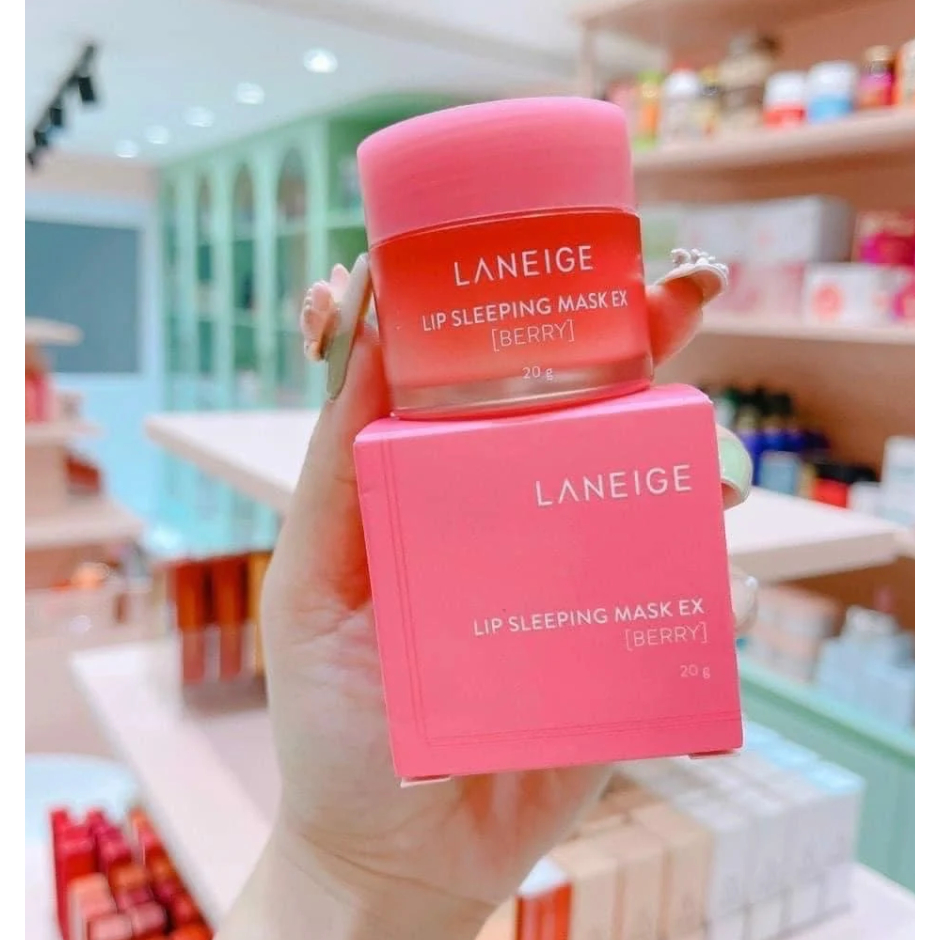 LANEIGE
LIP SLEEPING MASK EX
[BERRY]
20 g
LANEIGE
LIP SLEEPING MASK EX
[BERRY]
20 g